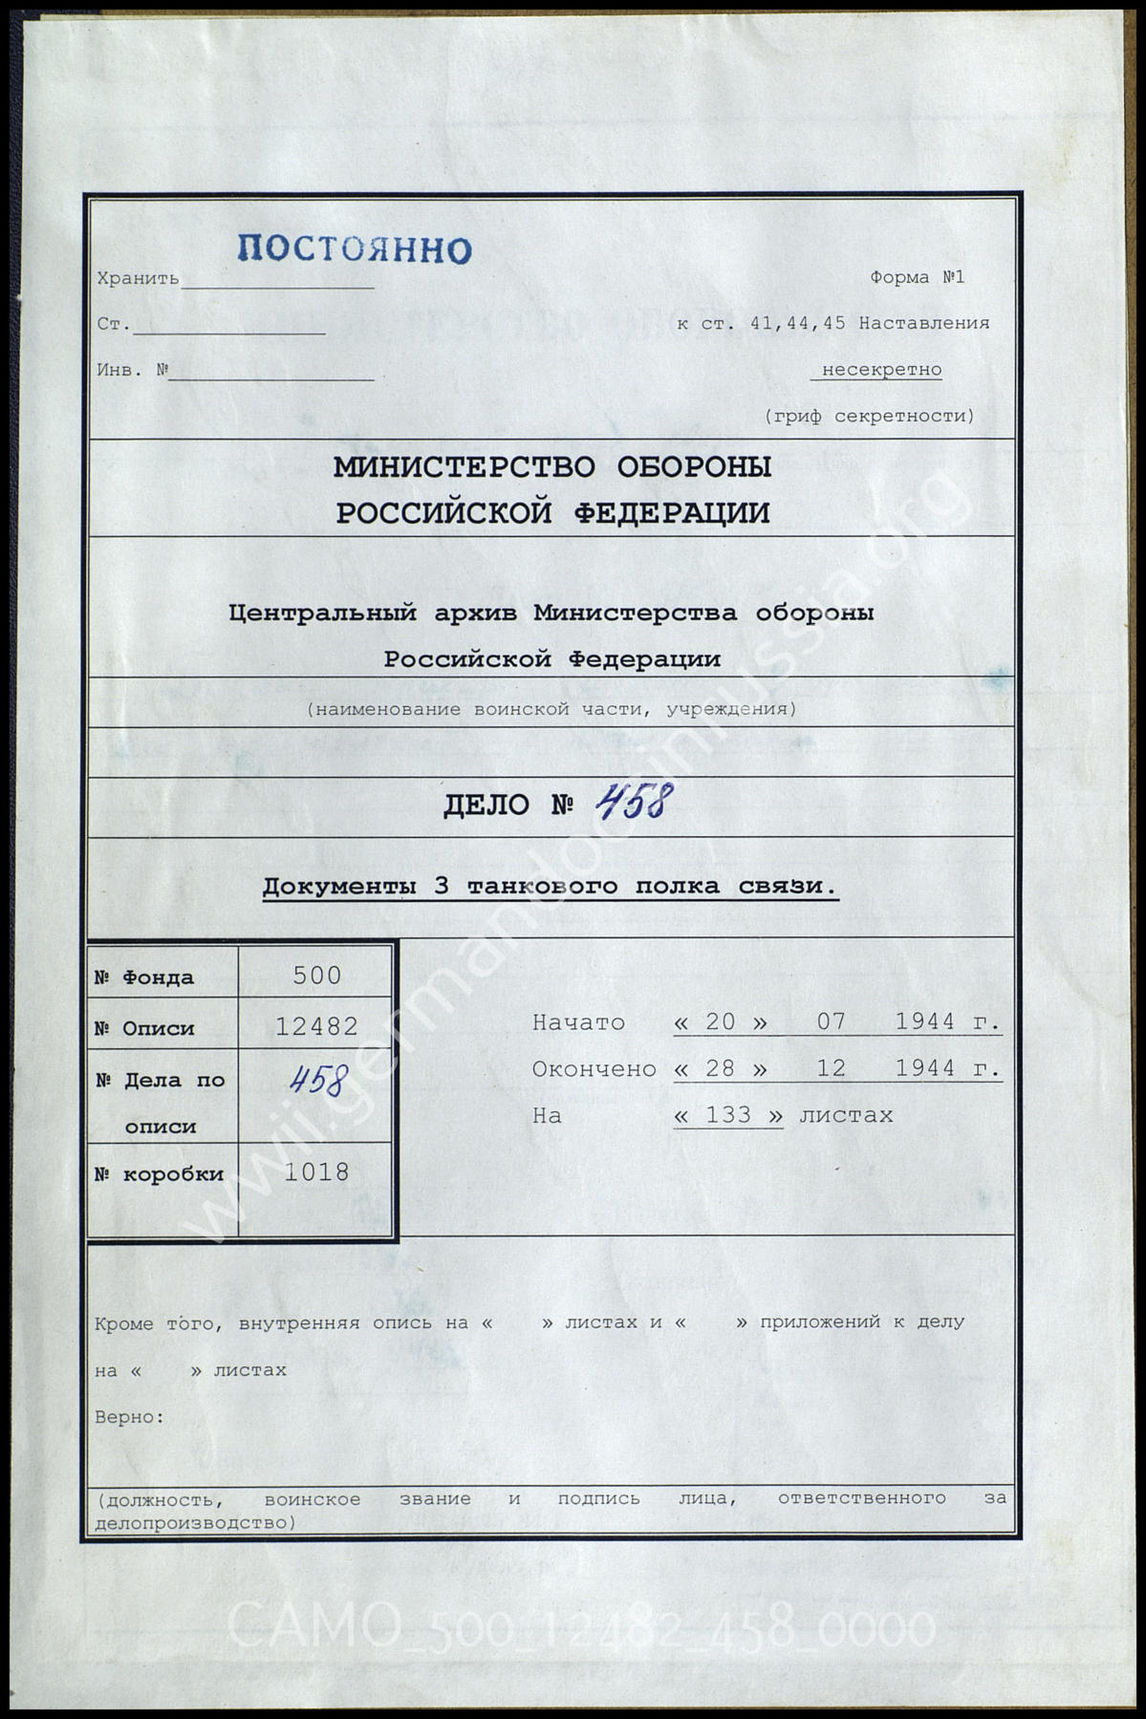 ПОСТОЯННО
Хранить
Форма №1
Ст.
к ст. 41,44,45 Наставления
Инв. №
несекретно
(гриф секретности)
МИНИСТЕРСТВО ОБОРОНЫ
РОССИЙСКОЙ ФЕДЕРАЦИИ
Центральный архив Министерства обороны
Российской Федерации
(наименование воинской части, учреждения)
ДЕЛО № 458
Документы 3 танкового полка связи.
№ Фонда 500
№ Описи 12482
№ Дела по описи 458
№ коробки 1018
Начато « 20 » 07 1944 г.
Окончено « 28 » 12 1944 г.
На « 133 » листах
Кроме того, внутренняя опись на « » листах и « » приложений к делу
на « » листах
Верно:
(должность, воинское звание и подпись лица, ответственного за
делопроизводство)
www.germandocsinrussia.org
CAMO_500_12482_458_0000